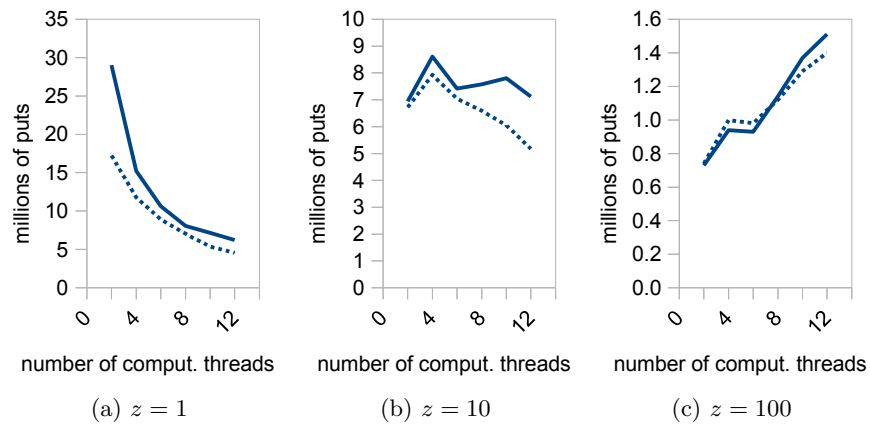 35
30
25
20
15
10
5
0
millions of puts
0 4 8 12
number of comput. threads
(a) z = 1
10
9
8
7
6
5
4
3
2
1
0
millions of puts
0 4 8 12
number of comput. threads
(b) z = 10
1.6
1.4
1.2
1.0
0.8
0.6
0.4
0.2
0.0
millions of puts
0 4 8 12
number of comput. threads
(c) z = 100